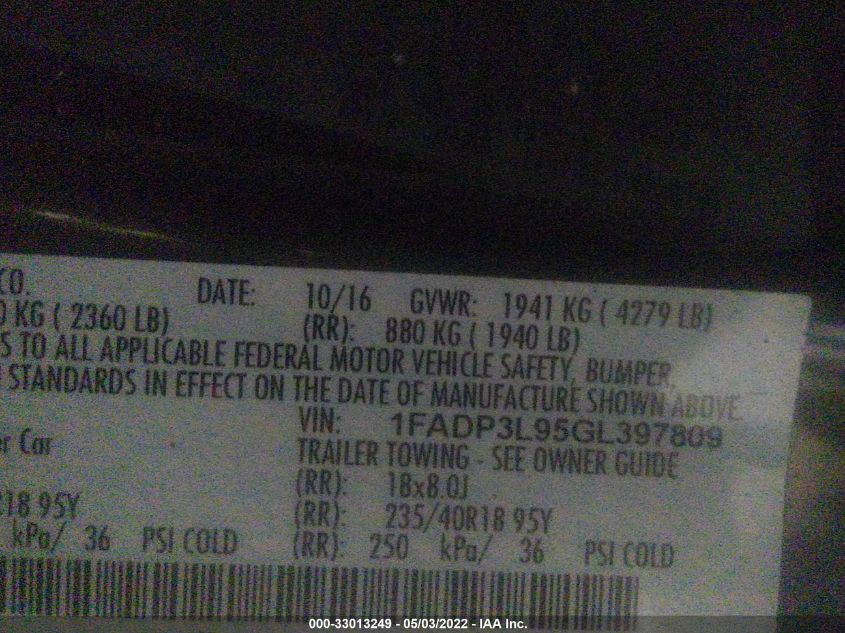 CO. DATE: 10/16 GVWR: 1941 KG ( 4279 LB)
0 KG ( 2360 LB) (RR): 880 KG ( 1940 LB)
S TO ALL APPLICABLE FEDERAL MOTOR VEHICLE SAFETY, BUMPER,
STANDARDS IN EFFECT ON THE DATE OF MANUFACTURE SHOWN ABOVE.
VIN: 1FADP3L95GL397809
r Car TRAILER TOWING - SEE OWNER GUIDE
(RR): 18x8.0J
R18 95Y (RR): 235/40R18 95Y
kPa/ 36 PSI COLD (RR): 250 kPa/ 36 PSI COLD
000-33013249 - 05/03/2022 - IAA Inc.